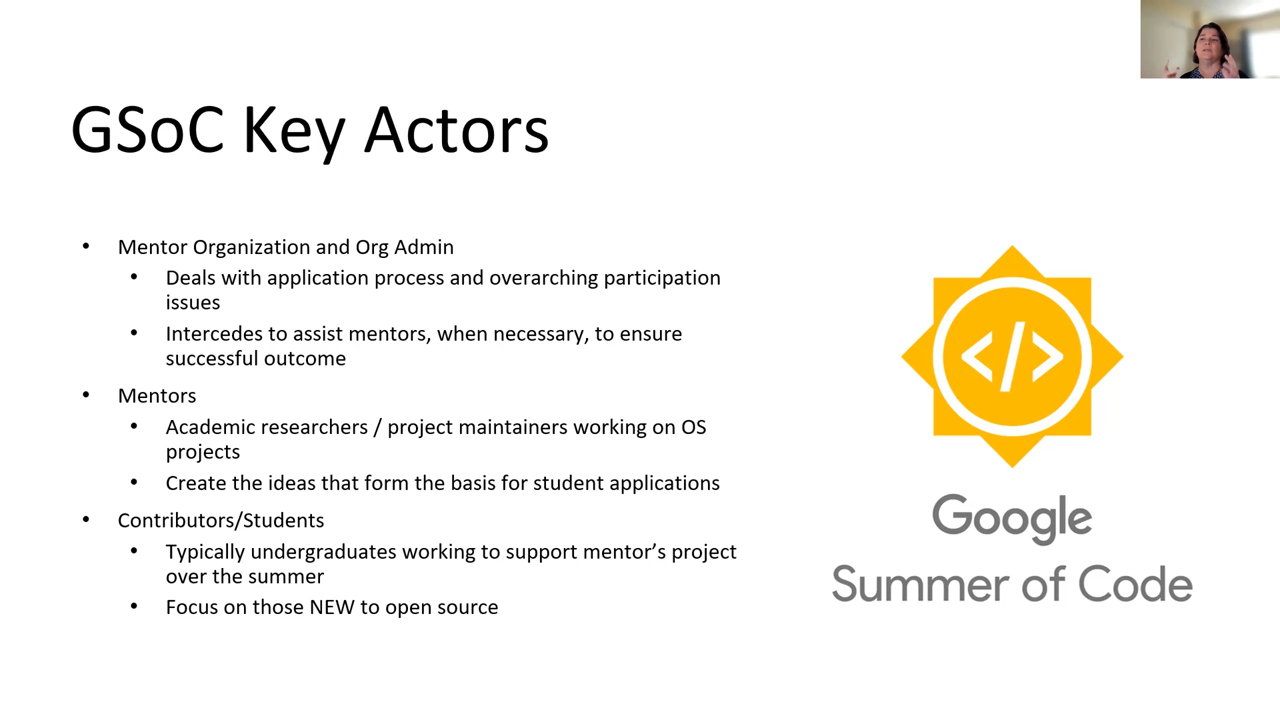 GSoC Key Actors
• Mentor Organization and Org Admin
• Deals with application process and overarching participation
issues
• Intercedes to assist mentors, when necessary, to ensure
successful outcome
• Mentors
• Academic researchers / project maintainers working on OS
projects
• Create the ideas that form the basis for student applications
• Contributors/Students
• Typically undergraduates working to support mentor’s project
over the summer
• Focus on those NEW to open source
</>
Google
Summer of Code